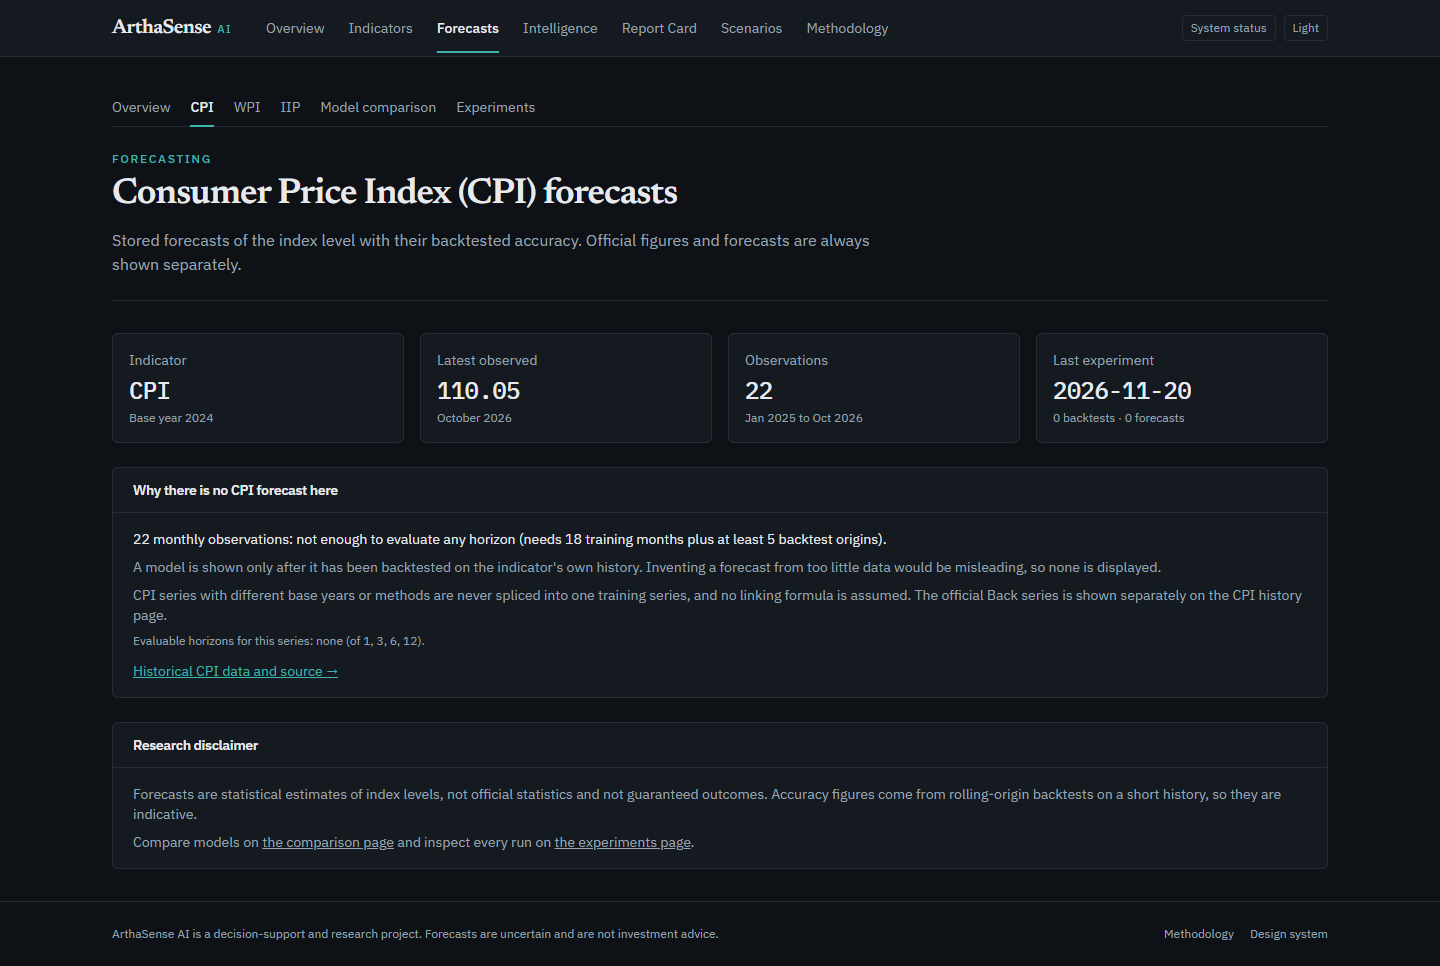 ArthaSense AI
Overview
Indicators
Forecasts
Intelligence
Report Card
Scenarios
Methodology
System status
Light
Overview
CPI
WPI
IIP
Model comparison
Experiments
FORECASTING
Consumer Price Index (CPI) forecasts
Stored forecasts of the index level with their backtested accuracy. Official figures and forecasts are always
shown separately.
Indicator
CPI
Base year 2024
Latest observed
110.05
October 2026
Observations
22
Jan 2025 to Oct 2026
Last experiment
2026-11-20
0 backtests · 0 forecasts
Why there is no CPI forecast here
22 monthly observations: not enough to evaluate any horizon (needs 18 training months plus at least 5 backtest origins).
A model is shown only after it has been backtested on the indicator's own history. Inventing a forecast from too little data would be misleading, so none is displayed.
CPI series with different base years or methods are never spliced into one training series, and no linking formula is assumed. The official Back series is shown separately on the CPI history
page.
Evaluable horizons for this series: none (of 1, 3, 6, 12).
Historical CPI data and source →
Research disclaimer
Forecasts are statistical estimates of index levels, not official statistics and not guaranteed outcomes. Accuracy figures come from rolling-origin backtests on a short history, so they are
indicative.
Compare models on the comparison page and inspect every run on the experiments page.
ArthaSense AI is a decision-support and research project. Forecasts are uncertain and are not investment advice.
Methodology
Design system